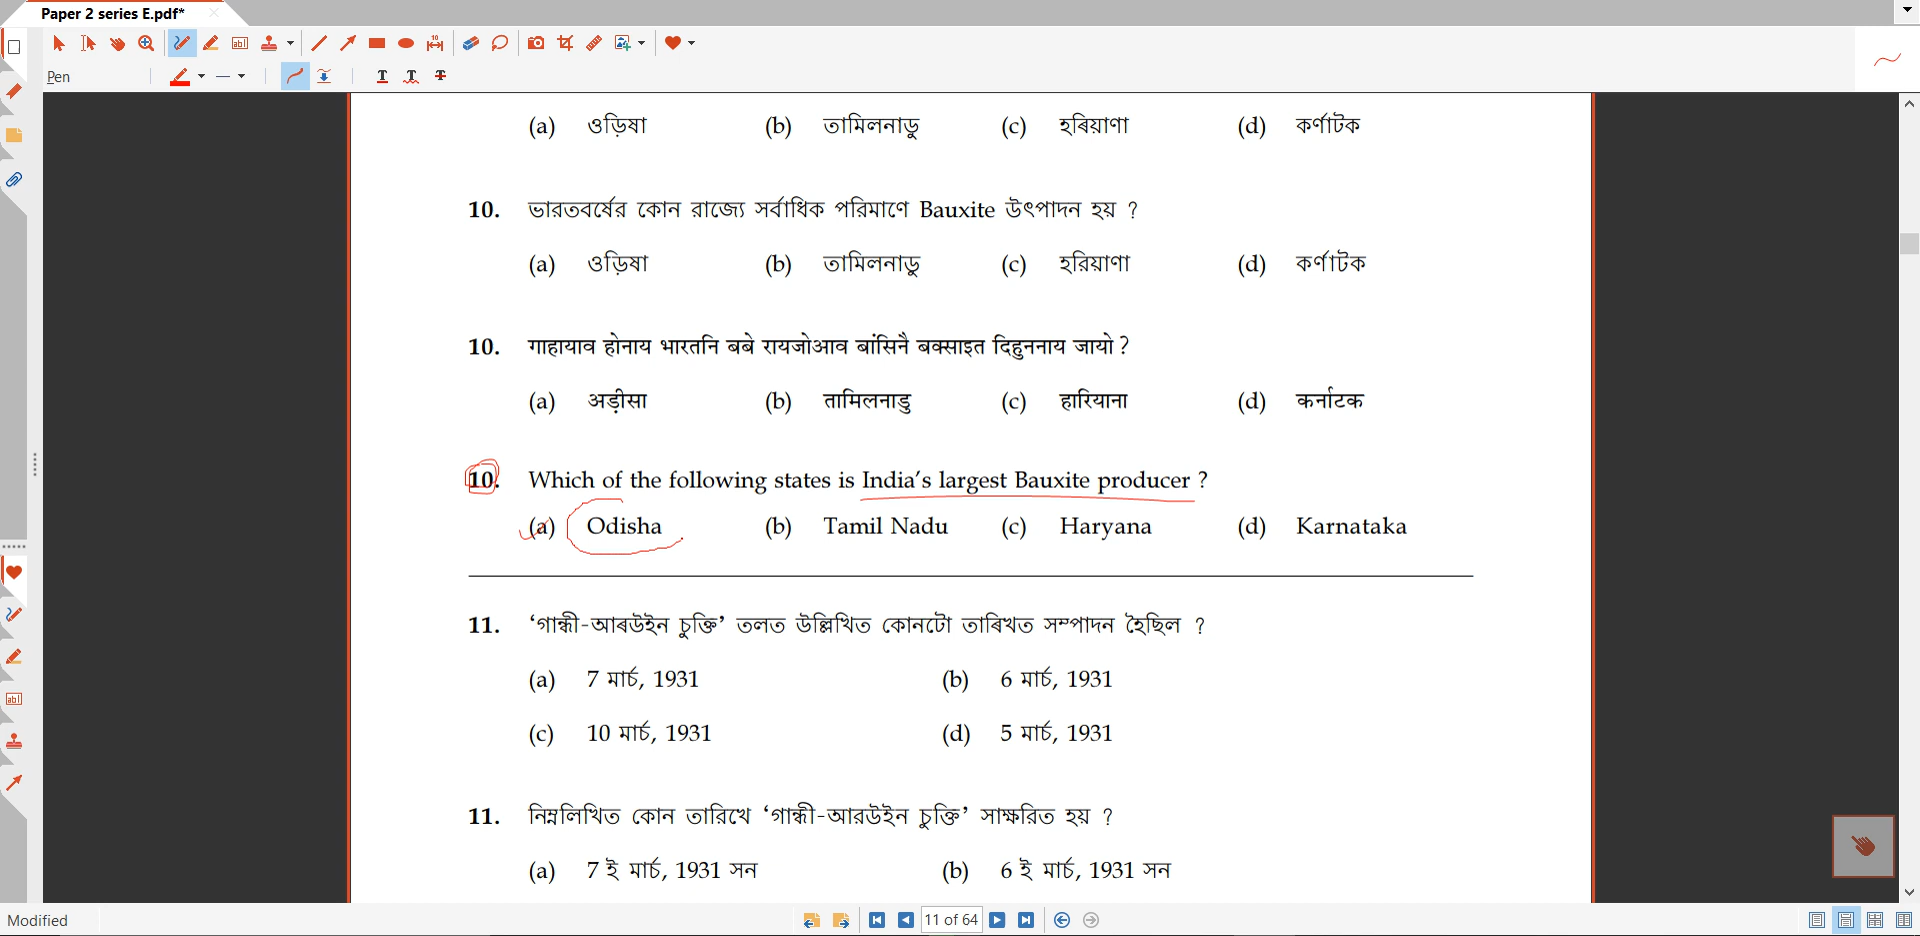 Paper 2 series E.pdf*
Pen
(a) ওড়িষা (b) তামিলনাড়ু (c) হৰিয়াণা (d) কৰ্ণাটক
10. ভারতবর্ষের কোন রাজ্যে সর্বাধিক পরিমাণে Bauxite উৎপাদন হয় ?
(a) ওড়িষা (b) তামিলনাড়ু (c) হরিয়াণা (d) কর্ণাটক
10. गाहायाव होनाय भारतनि बबे रायजोआव बांसिनै बक्साइत दिहुननाय जायो ?
(a) अड़ीसा (b) तामिलनाडु (c) हारियाना (d) कर्नाटक
10. Which of the following states is India's largest Bauxite producer ?
(a) Odisha (b) Tamil Nadu (c) Haryana (d) Karnataka
11. ‘গান্ধী-আৰউইন চুক্তি’ তলত উল্লিখিত কোনটো তাৰিখত সম্পাদন হৈছিল ?
(a) 7 মার্চ, 1931 (b) 6 মার্চ, 1931
(c) 10 মার্চ, 1931 (d) 5 মার্চ, 1931
11. নিম্নলিখিত কোন তারিখে ‘গান্ধী-আরউইন চুক্তি’ সাক্ষরিত হয় ?
(a) 7 ই মার্চ, 1931 সন (b) 6 ই মার্চ, 1931 সন
Modified
11 of 64